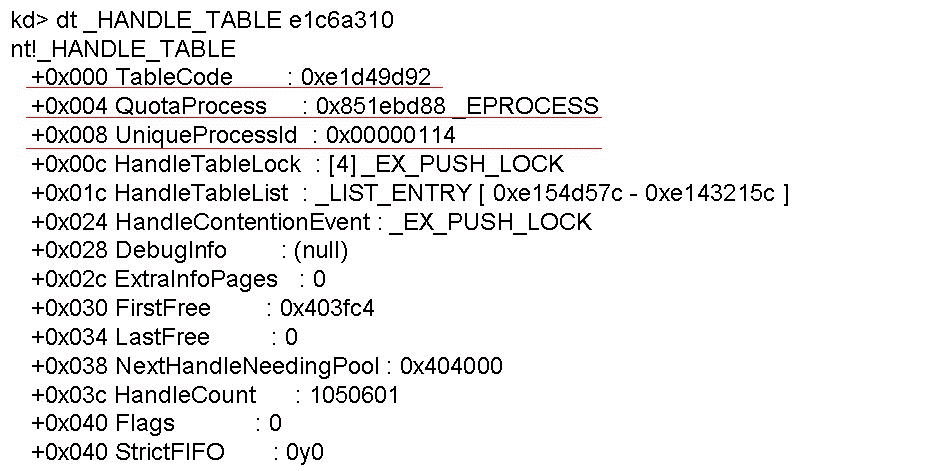 kd> dt _HANDLE_TABLE e1c6a310
nt!_HANDLE_TABLE
+0x000 TableCode : 0xe1d49d92
+0x004 QuotaProcess : 0x851ebd88 _EPROCESS
+0x008 UniqueProcessId : 0x00000114
+0x00c HandleTableLock : [4] _EX_PUSH_LOCK
+0x01c HandleTableList : _LIST_ENTRY [ 0xe154d57c - 0xe143215c ]
+0x024 HandleContentionEvent : _EX_PUSH_LOCK
+0x028 DebugInfo : (null)
+0x02c ExtraInfoPages : 0
+0x030 FirstFree : 0x403fc4
+0x034 LastFree : 0
+0x038 NextHandleNeedingPool : 0x404000
+0x03c HandleCount : 1050601
+0x040 Flags : 0
+0x040 StrictFIFO : 0y0